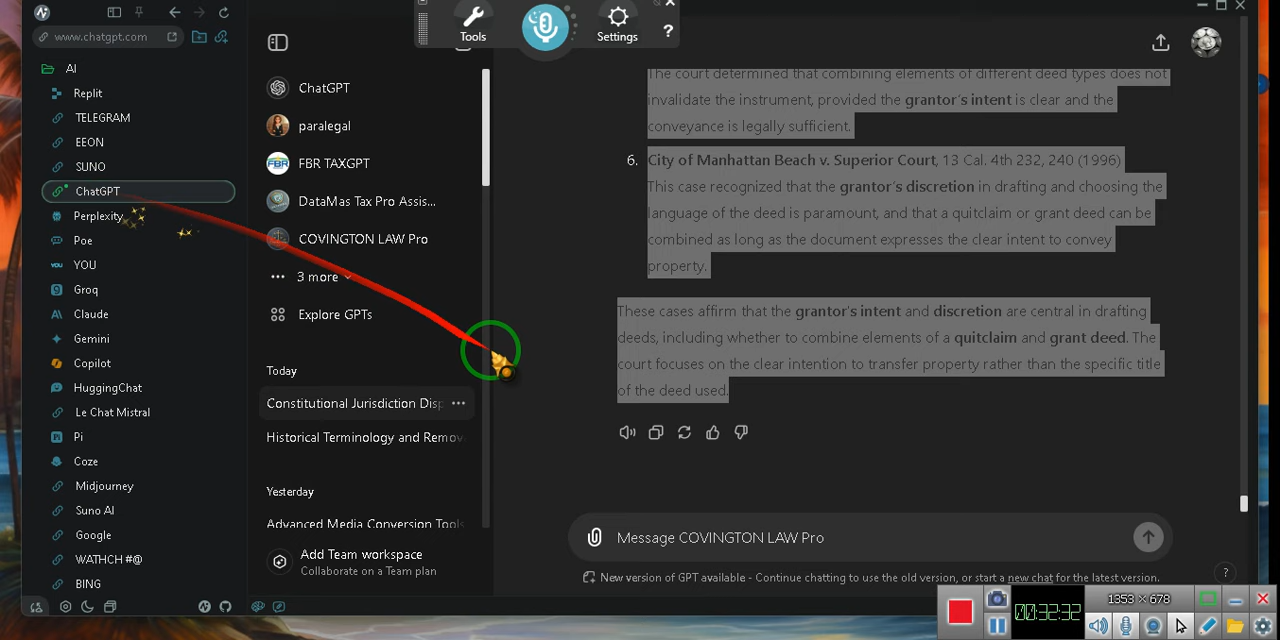 www.chatgpt.com
AI
Replit
TELEGRAM
EEON
SUNO
ChatGPT
Perplexity
Poe
YOU
Groq
Claude
Gemini
Copilot
HuggingChat
Le Chat Mistral
Pi
Coze
Midjourney
Suno AI
Google
WATHCH #@
BING
Tools
Settings
?
ChatGPT
paralegal
FBR TAXGPT
DataMas Tax Pro Assis...
COVINGTON LAW Pro
3 more
Explore GPTs
Today
Constitutional Jurisdiction Disp
Historical Terminology and Remov
Yesterday
Advanced Media Conversion Tools
Add Team workspace
Collaborate on a Team plan
The court determined that combining elements of different deed types does not
invalidate the instrument, provided the grantor's intent is clear and the
conveyance is legally sufficient.
6. City of Manhattan Beach v. Superior Court, 13 Cal. 4th 232, 240 (1996)
This case recognized that the grantor's discretion in drafting and choosing the
language of the deed is paramount, and that a quitclaim or grant deed can be
combined as long as the document expresses the clear intent to convey
property.
These cases affirm that the grantor's intent and discretion are central in drafting
deeds, including whether to combine elements of a quitclaim and grant deed. The
court focuses on the clear intention to transfer property rather than the specific title
of the deed used.
Message COVINGTON LAW Pro
New version of GPT available - Continue chatting to use the old version, or start a new chat for the latest version.
?
1353 × 678
00:32:32